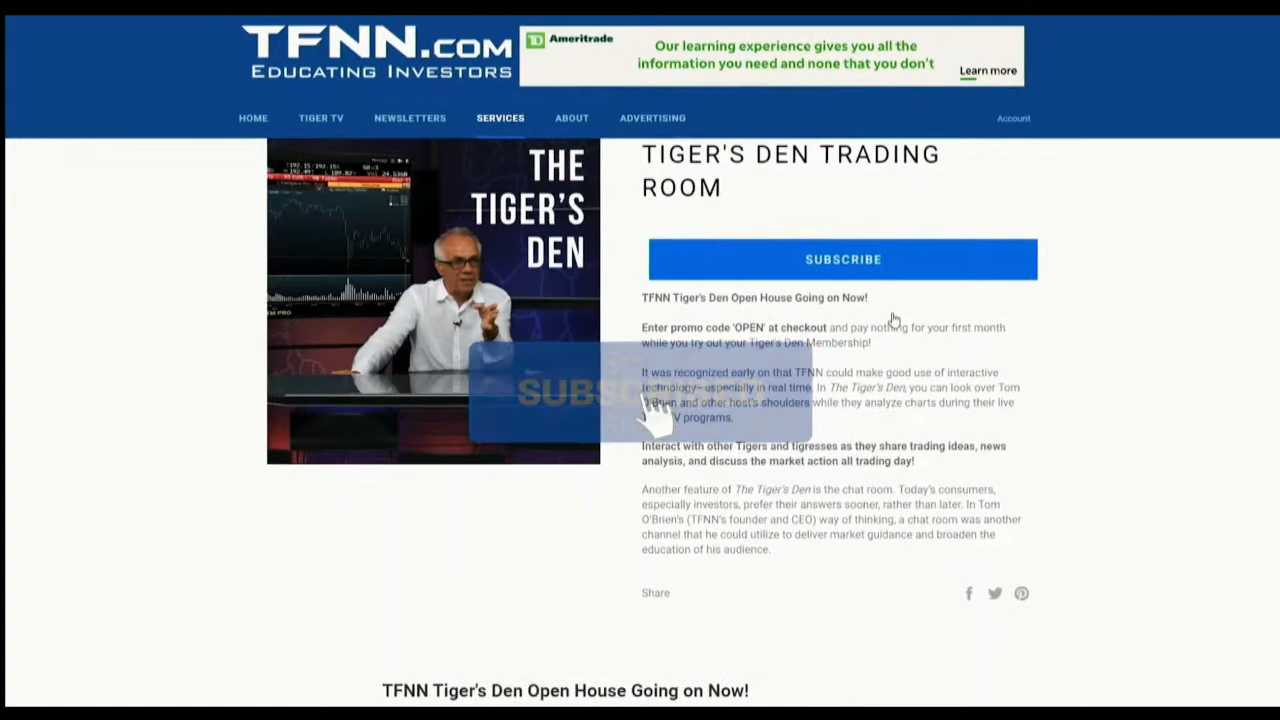 TFNN.COM
EDUCATING INVESTORS
TD Ameritrade
Our learning experience gives you all the
information you need and none that you don't
Learn more
HOME TIGER TV NEWSLETTERS SERVICES ABOUT ADVERTISING Account
THE
TIGER'S
DEN
TIGER'S DEN TRADING
ROOM
SUBSCRIBE
TFNN Tiger's Den Open House Going on Now!
Enter promo code 'OPEN' at checkout and pay nothing for your first month
while you try out your Tiger's Den Membership!
It was recognized early on that TFNN could make good use of interactive
technology– especially in real time. In The Tiger's Den, you can look over Tom
O'Brien and other host's shoulders while they analyze charts during their live
programs.
Interact with other Tigers and tigresses as they share trading ideas, news
analysis, and discuss the market action all trading day!
Another feature of The Tiger's Den is the chat room. Today's consumers,
especially investors, prefer their answers sooner, rather than later. In Tom
O'Brien's (TFNN's founder and CEO) way of thinking, a chat room was another
channel that he could utilize to deliver market guidance and broaden the
education of his audience.
Share
TFNN Tiger's Den Open House Going on Now!